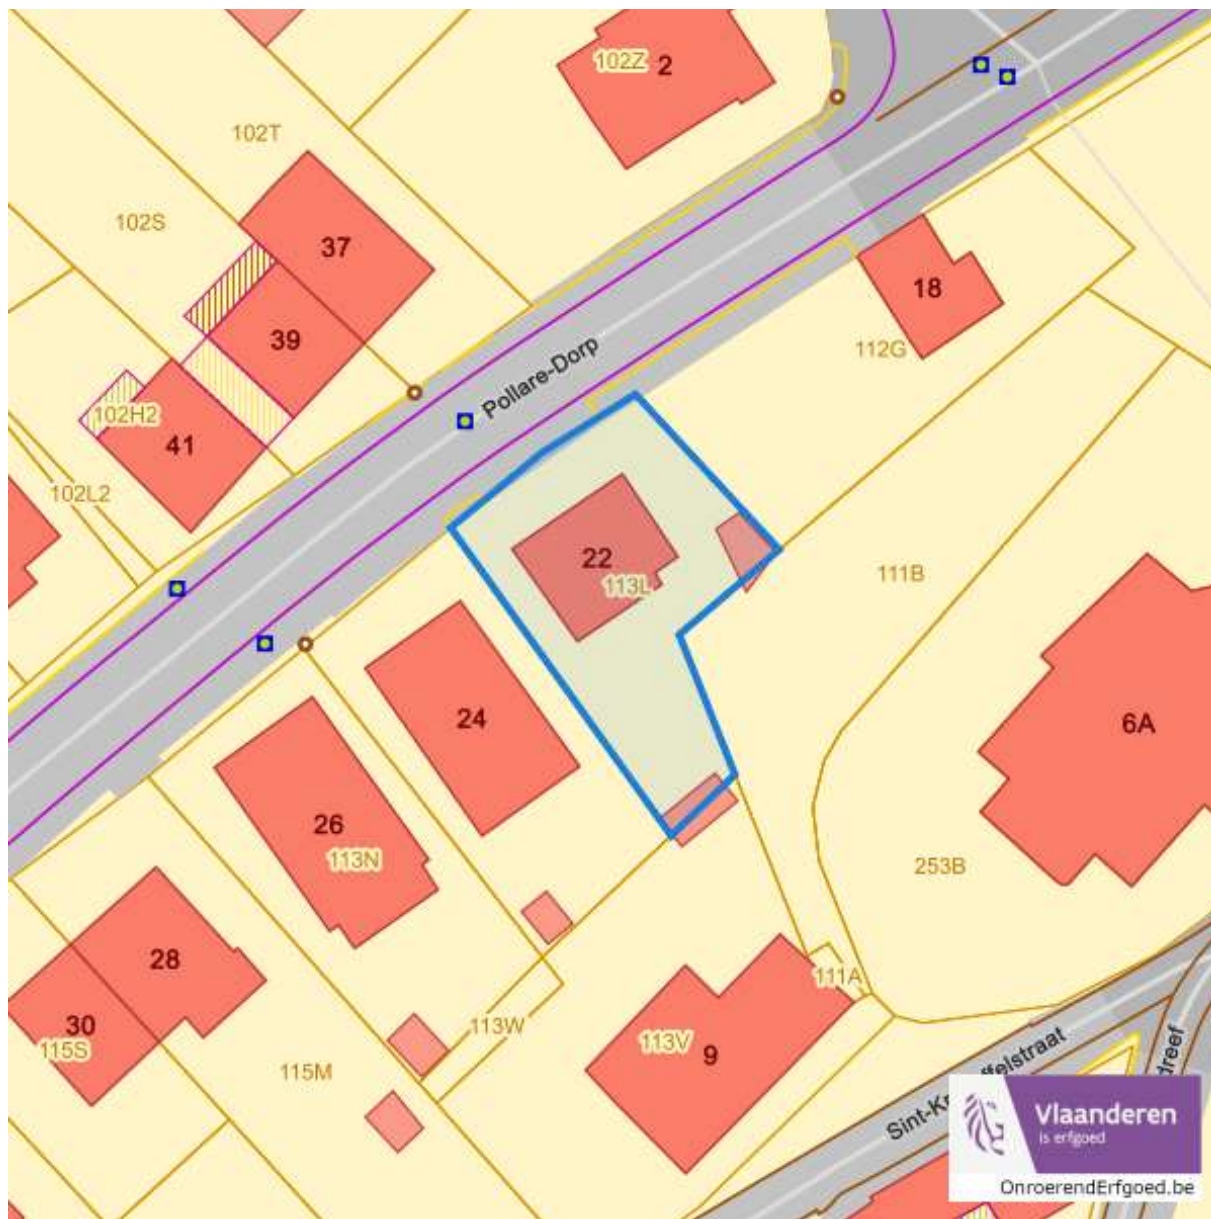 102Z
2
102T
102S
37
18
39
112G
Pollare-Dorp
102H2
41
102L2
22
113L
111B
24
6A
26
113N
253B
28
111A
30
113W
115S
113V
9
115M
dreef
Vlaanderen
is erfgoed
OnroerendErfgoed.be